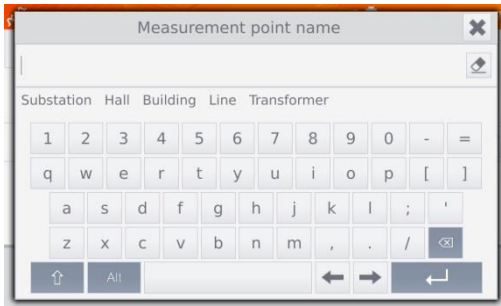 Measurement point name
Substation Hall Building Line Transformer
1 2 3 4 5 6 7 8 9 0 - =
q w e r t y u i o p [ ]
a s d f g h j k l ; '
z x c v b n m , . /
Alt